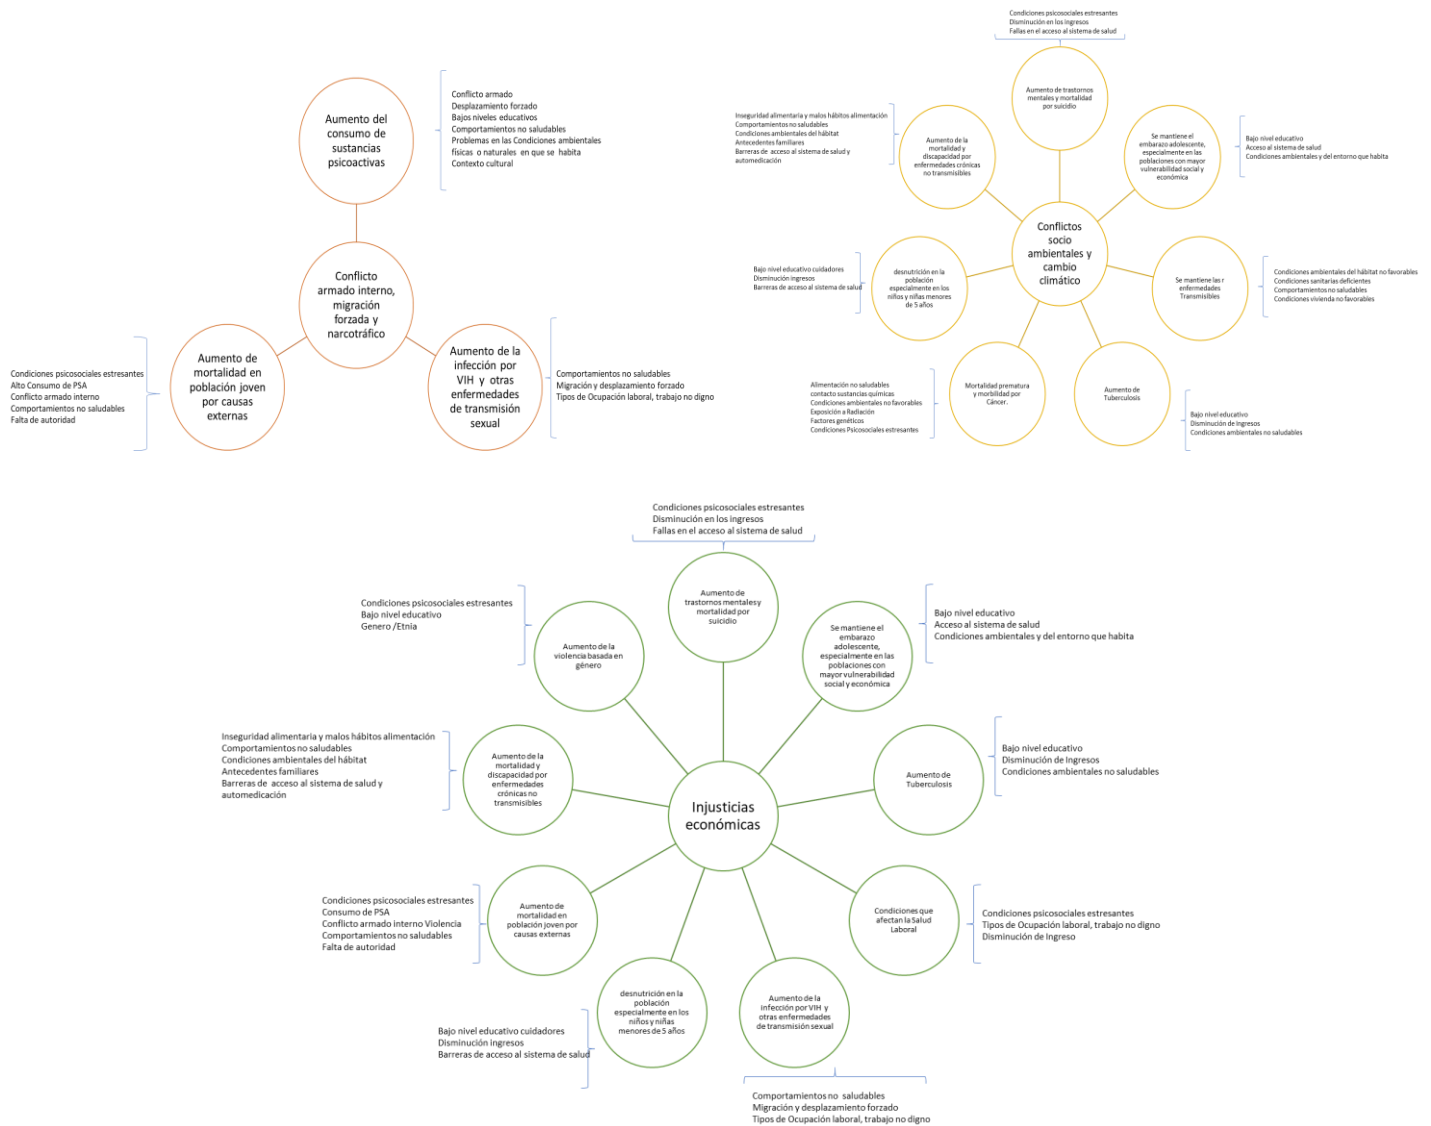 Conflicto armado
Desplazamiento forzado
Bajos niveles educativos
Comportamientos no saludables
Problemas en las Condiciones ambientales
físicas o naturales en que se habita
Contexto cultural
Aumento del
consumo de
sustancias
psicoactivas
Conflicto
armado interno,
migración
forzada y
narcotráfico
Condiciones psicosociales estresantes
Alto Consumo de PSA
Conflicto armado interno
Comportamientos no saludables
Falta de autoridad
Aumento de
mortalidad en
población joven
por causas
externas
Aumento de la
infección por
VIH y otras
enfermedades
de transmisión
sexual
Comportamientos no saludables
Migración y desplazamiento forzado
Tipos de Ocupación laboral, trabajo no digno
Condiciones psicosociales estresantes
Disminución en los ingresos
Fallas en el acceso al sistema de salud
Aumento de trastornos
mentales y mortalidad
por suicidio
Inseguridad alimentaria y malos hábitos alimentación
Comportamientos no saludables
Condiciones ambientales del hábitat
Antecedentes familiares
Barreras de acceso al sistema de salud y
automedicación
Aumento de la
mortalidad y
discapacidad por
enfermedades crónicas
no transmisibles
Se mantiene el
embarazo adolescente,
especialmente en las
poblaciones con mayor
vulnerabilidad social y
económica
Bajo nivel educativo
Acceso al sistema de salud
Condiciones ambientales y del entorno que habita
Conflictos
socio
ambientales y
cambio
climático
Bajo nivel educativo cuidadores
Disminución ingresos
Barreras de acceso al sistema de salud
desnutrición en la
población
especialmente en los
niños y niñas menores
de 5 años
Se mantiene las r
enfermedades
Transmisibles
Condiciones ambientales del hábitat no favorables
Condiciones sanitarias deficientes
Comportamientos no saludables
Condiciones vivienda no favorables
Alimentación no saludables
contacto sustancias químicas
Condiciones ambientales no favorables
Exposición a Radiación
Factores genéticos
Condiciones Psicosociales estresantes
Mortalidad prematura
y morbilidad por
Cáncer.
Aumento de
Tuberculosis
Bajo nivel educativo
Disminución de Ingresos
Condiciones ambientales no saludables
Condiciones psicosociales estresantes
Disminución en los ingresos
Fallas en el acceso al sistema de salud
Aumento de
trastornos mentales y
mortalidad por
suicidio
Condiciones psicosociales estresantes
Bajo nivel educativo
Genero /Etnia
Aumento de la
violencia basada en
género
Se mantiene el
embarazo
adolescente,
especialmente en las
poblaciones con
mayor vulnerabilidad
social y económica
Bajo nivel educativo
Acceso al sistema de salud
Condiciones ambientales y del entorno que habita
Inseguridad alimentaria y malos hábitos alimentación
Comportamientos no saludables
Condiciones ambientales del hábitat
Antecedentes familiares
Barreras de acceso al sistema de salud y
automedicación
Aumento de la
mortalidad y
discapacidad por
enfermedades
crónicas no
transmisibles
Aumento de
Tuberculosis
Bajo nivel educativo
Disminución de Ingresos
Condiciones ambientales no saludables
Injusticias
económicas
Condiciones psicosociales estresantes
Consumo de PSA
Conflicto armado interno Violencia
Comportamientos no saludables
Falta de autoridad
Aumento de
mortalidad en
población joven por
causas externas
Condiciones que
afectan la Salud
Laboral
Condiciones psicosociales estresantes
Tipos de Ocupación laboral, trabajo no digno
Disminución de Ingreso
Bajo nivel educativo cuidadores
Disminución ingresos
Barreras de acceso al sistema de salud
desnutrición en la
población
especialmente en los
niños y niñas
menores de 5 años
Aumento de la
infección por VIH y
otras enfermedades
de transmisión sexual
Comportamientos no saludables
Migración y desplazamiento forzado
Tipos de Ocupación laboral, trabajo no digno